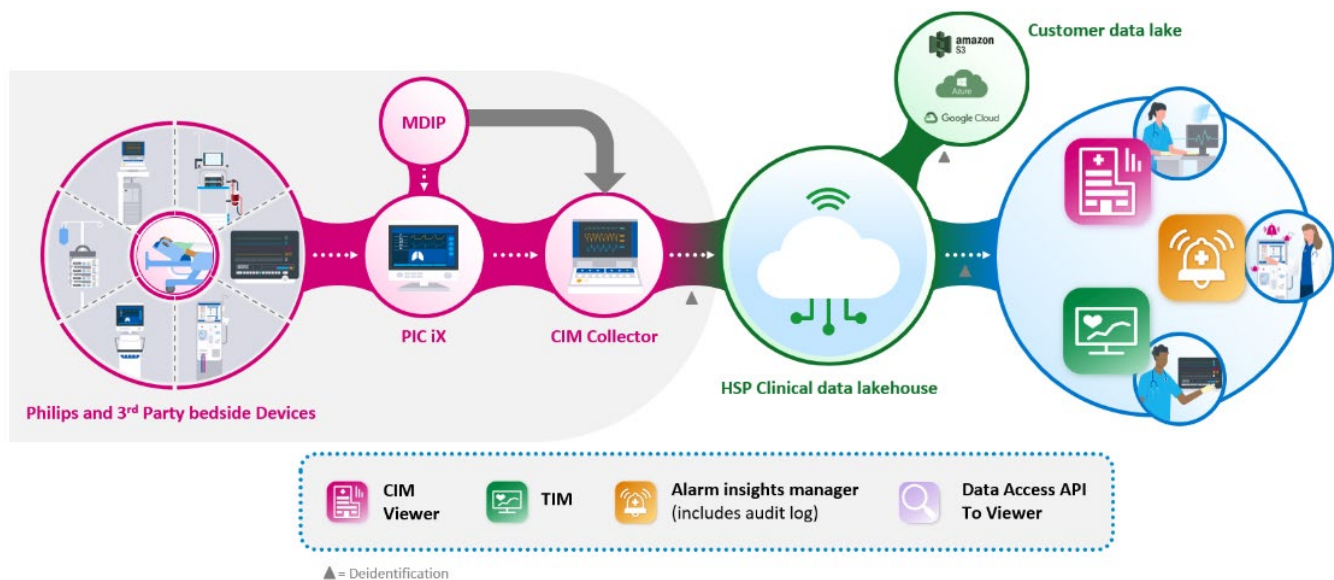 amazon
S3
Azure
Google Cloud
Customer data lake
MDIP
PIC iX
CIM Collector
HSP Clinical data lakehouse
Philips and 3rd Party bedside Devices
CIM
Viewer
TIM
Alarm insights manager
(includes audit log)
Data Access API
To Viewer
▲= Deidentification